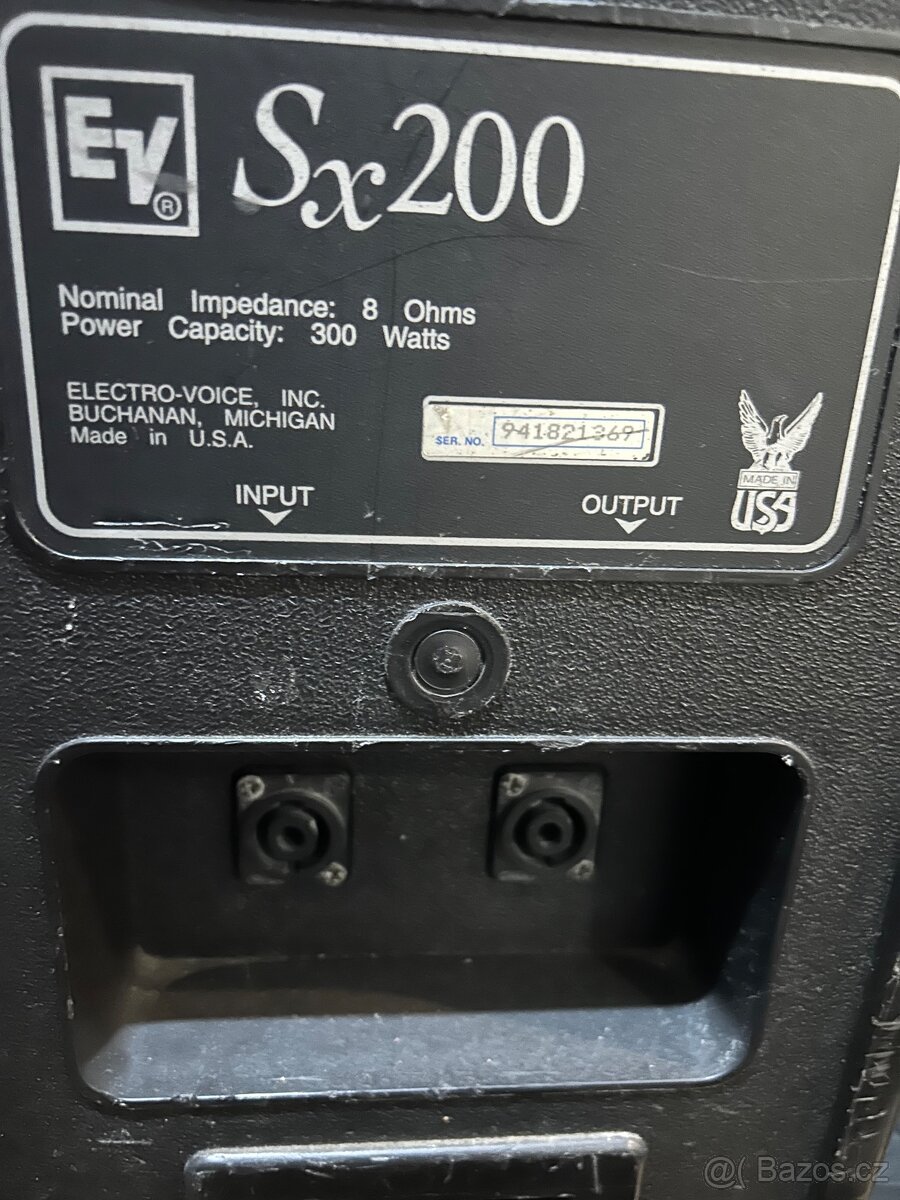 EV®
Sx200
Nominal Impedance: 8 Ohms
Power Capacity: 300 Watts
ELECTRO-VOICE, INC.
BUCHANAN, MICHIGAN
Made in U.S.A.
SER. NO. 941821369
MADE IN
USA
INPUT
OUTPUT
@( Bazos.cz